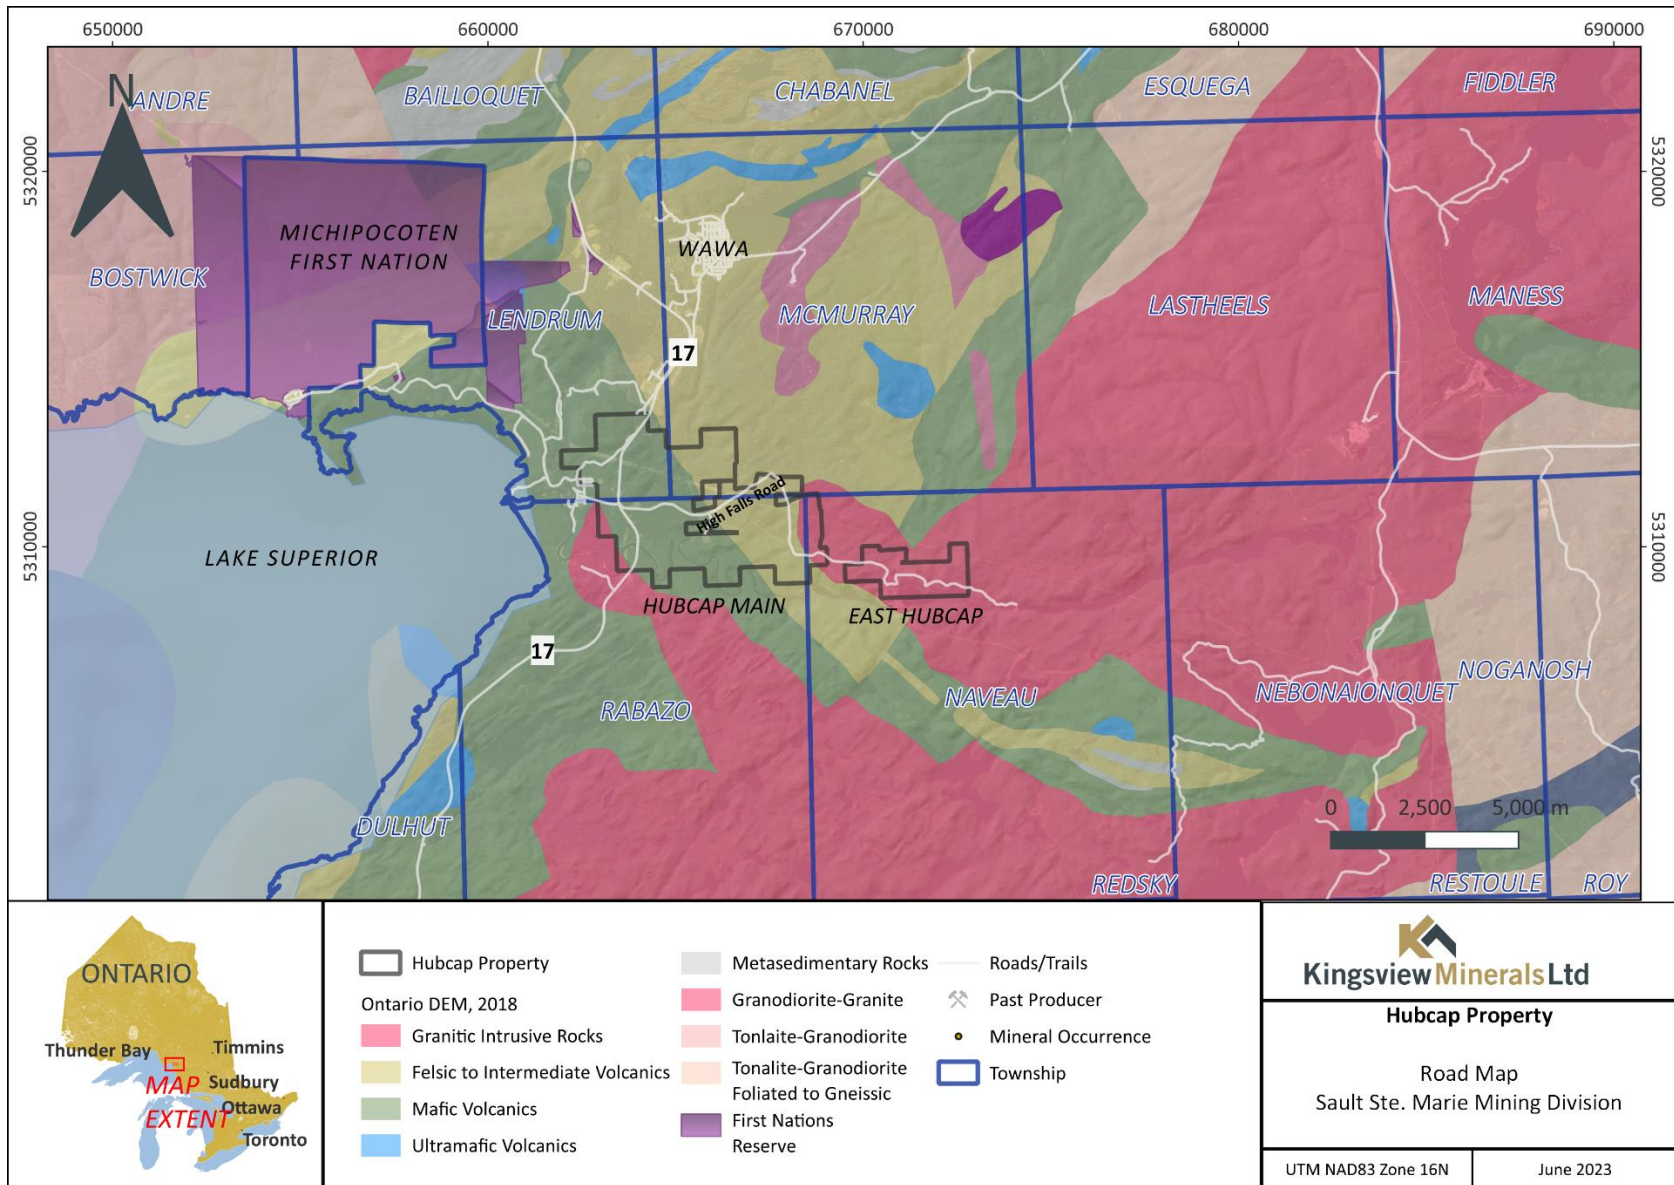 650000
660000
670000
680000
690000
N
ANDRE
BAILLOQUET
CHABANEL
ESQUEGA
FIDDLER
5320000
5320000
MICHIPOCOTEN
FIRST NATION
WAWA
BOSTWICK
LENDRUM
MCMURRAY
LASTHEELS
MANESS
17
High Falls Road
5310000
5310000
LAKE SUPERIOR
HUBCAP MAIN
EAST HUBCAP
17
RABAZO
NAVEAU
NEBONAIONQUET
NOGANOSH
DULHUT
0 2,500 5,000 m
REDSKY
RESTOULE
ROY
ONTARIO
Thunder Bay
Timmins
MAP
EXTENT
Sudbury
Ottawa
Toronto
Hubcap Property
Ontario DEM, 2018
Granitic Intrusive Rocks
Felsic to Intermediate Volcanics
Mafic Volcanics
Ultramafic Volcanics
Metasedimentary Rocks
Granodiorite-Granite
Tonlaite-Granodiorite
Tonalite-Granodiorite
Foliated to Gneissic
First Nations
Reserve
Roads/Trails
Past Producer
Mineral Occurrence
Township
Kingsview Minerals Ltd
Hubcap Property
Road Map
Sault Ste. Marie Mining Division
UTM NAD83 Zone 16N
June 2023